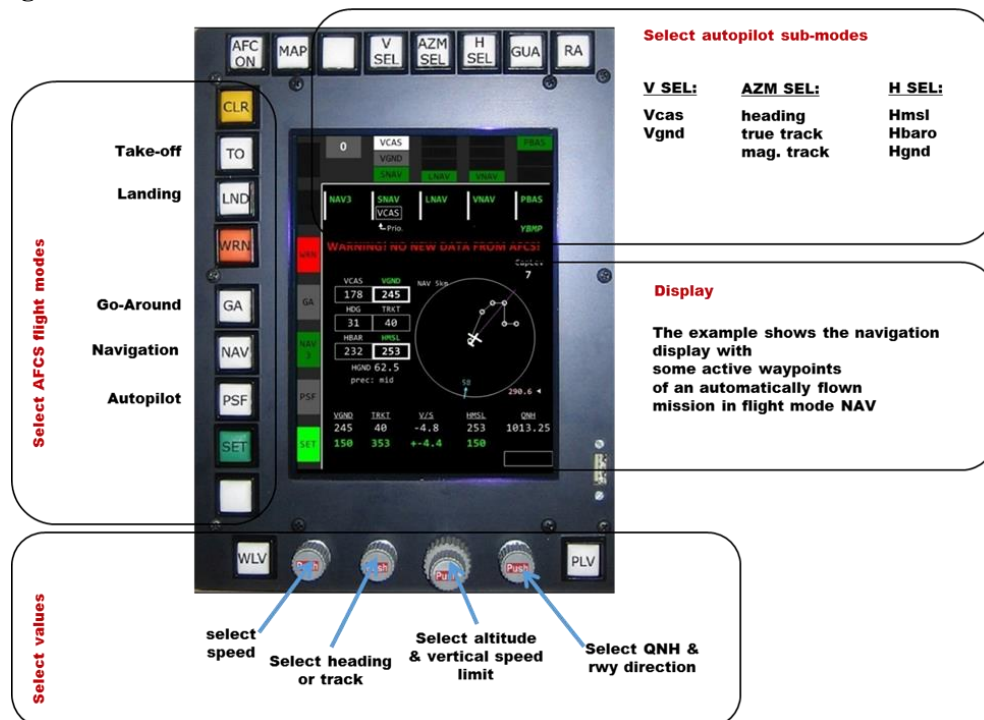 AFC
ON
MAP
V
SEL
AZM
SEL
H
SEL
GUA
RA
Select autopilot sub-modes
V SEL:
AZM SEL:
H SEL:
Vcas
heading
Hmsl
Vgnd
true track
Hbaro
mag. track
Hgnd
Select AFCS flight modes
CLR
Take-off
TO
Landing
LND
WRN
Go-Around
GA
Navigation
NAV
Autopilot
PSF
SET
0
VCAS
PBAS
VGND
SNAV
LNAV
VNAV
NAV3
SNAV
LNAV
VNAV
PBAS
VCAS
Prio.
YBMP
WARNING! NO NEW DATA FROM AFCS!
WRN
GA
NAV
3
PSF
SET
CapLev
7
VCAS
VGND
NAV 5km
178
245
HDG
TRKT
31
40
HBAR
HMSL
232
253
HGND 62.5
prec: mid
290.6
VGND
TRKT
V/S
HMSL
QNH
245
40
-4.8
253
1013.25
150
353
+-4.4
150
Display
The example shows the navigation
display with
some active waypoints
of an automatically flown
mission in flight mode NAV
Select values
WLV
Push
Push
Push
Push
PLV
select
speed
Select heading
or track
Select altitude
& vertical speed
limit
Select QNH &
rwy direction